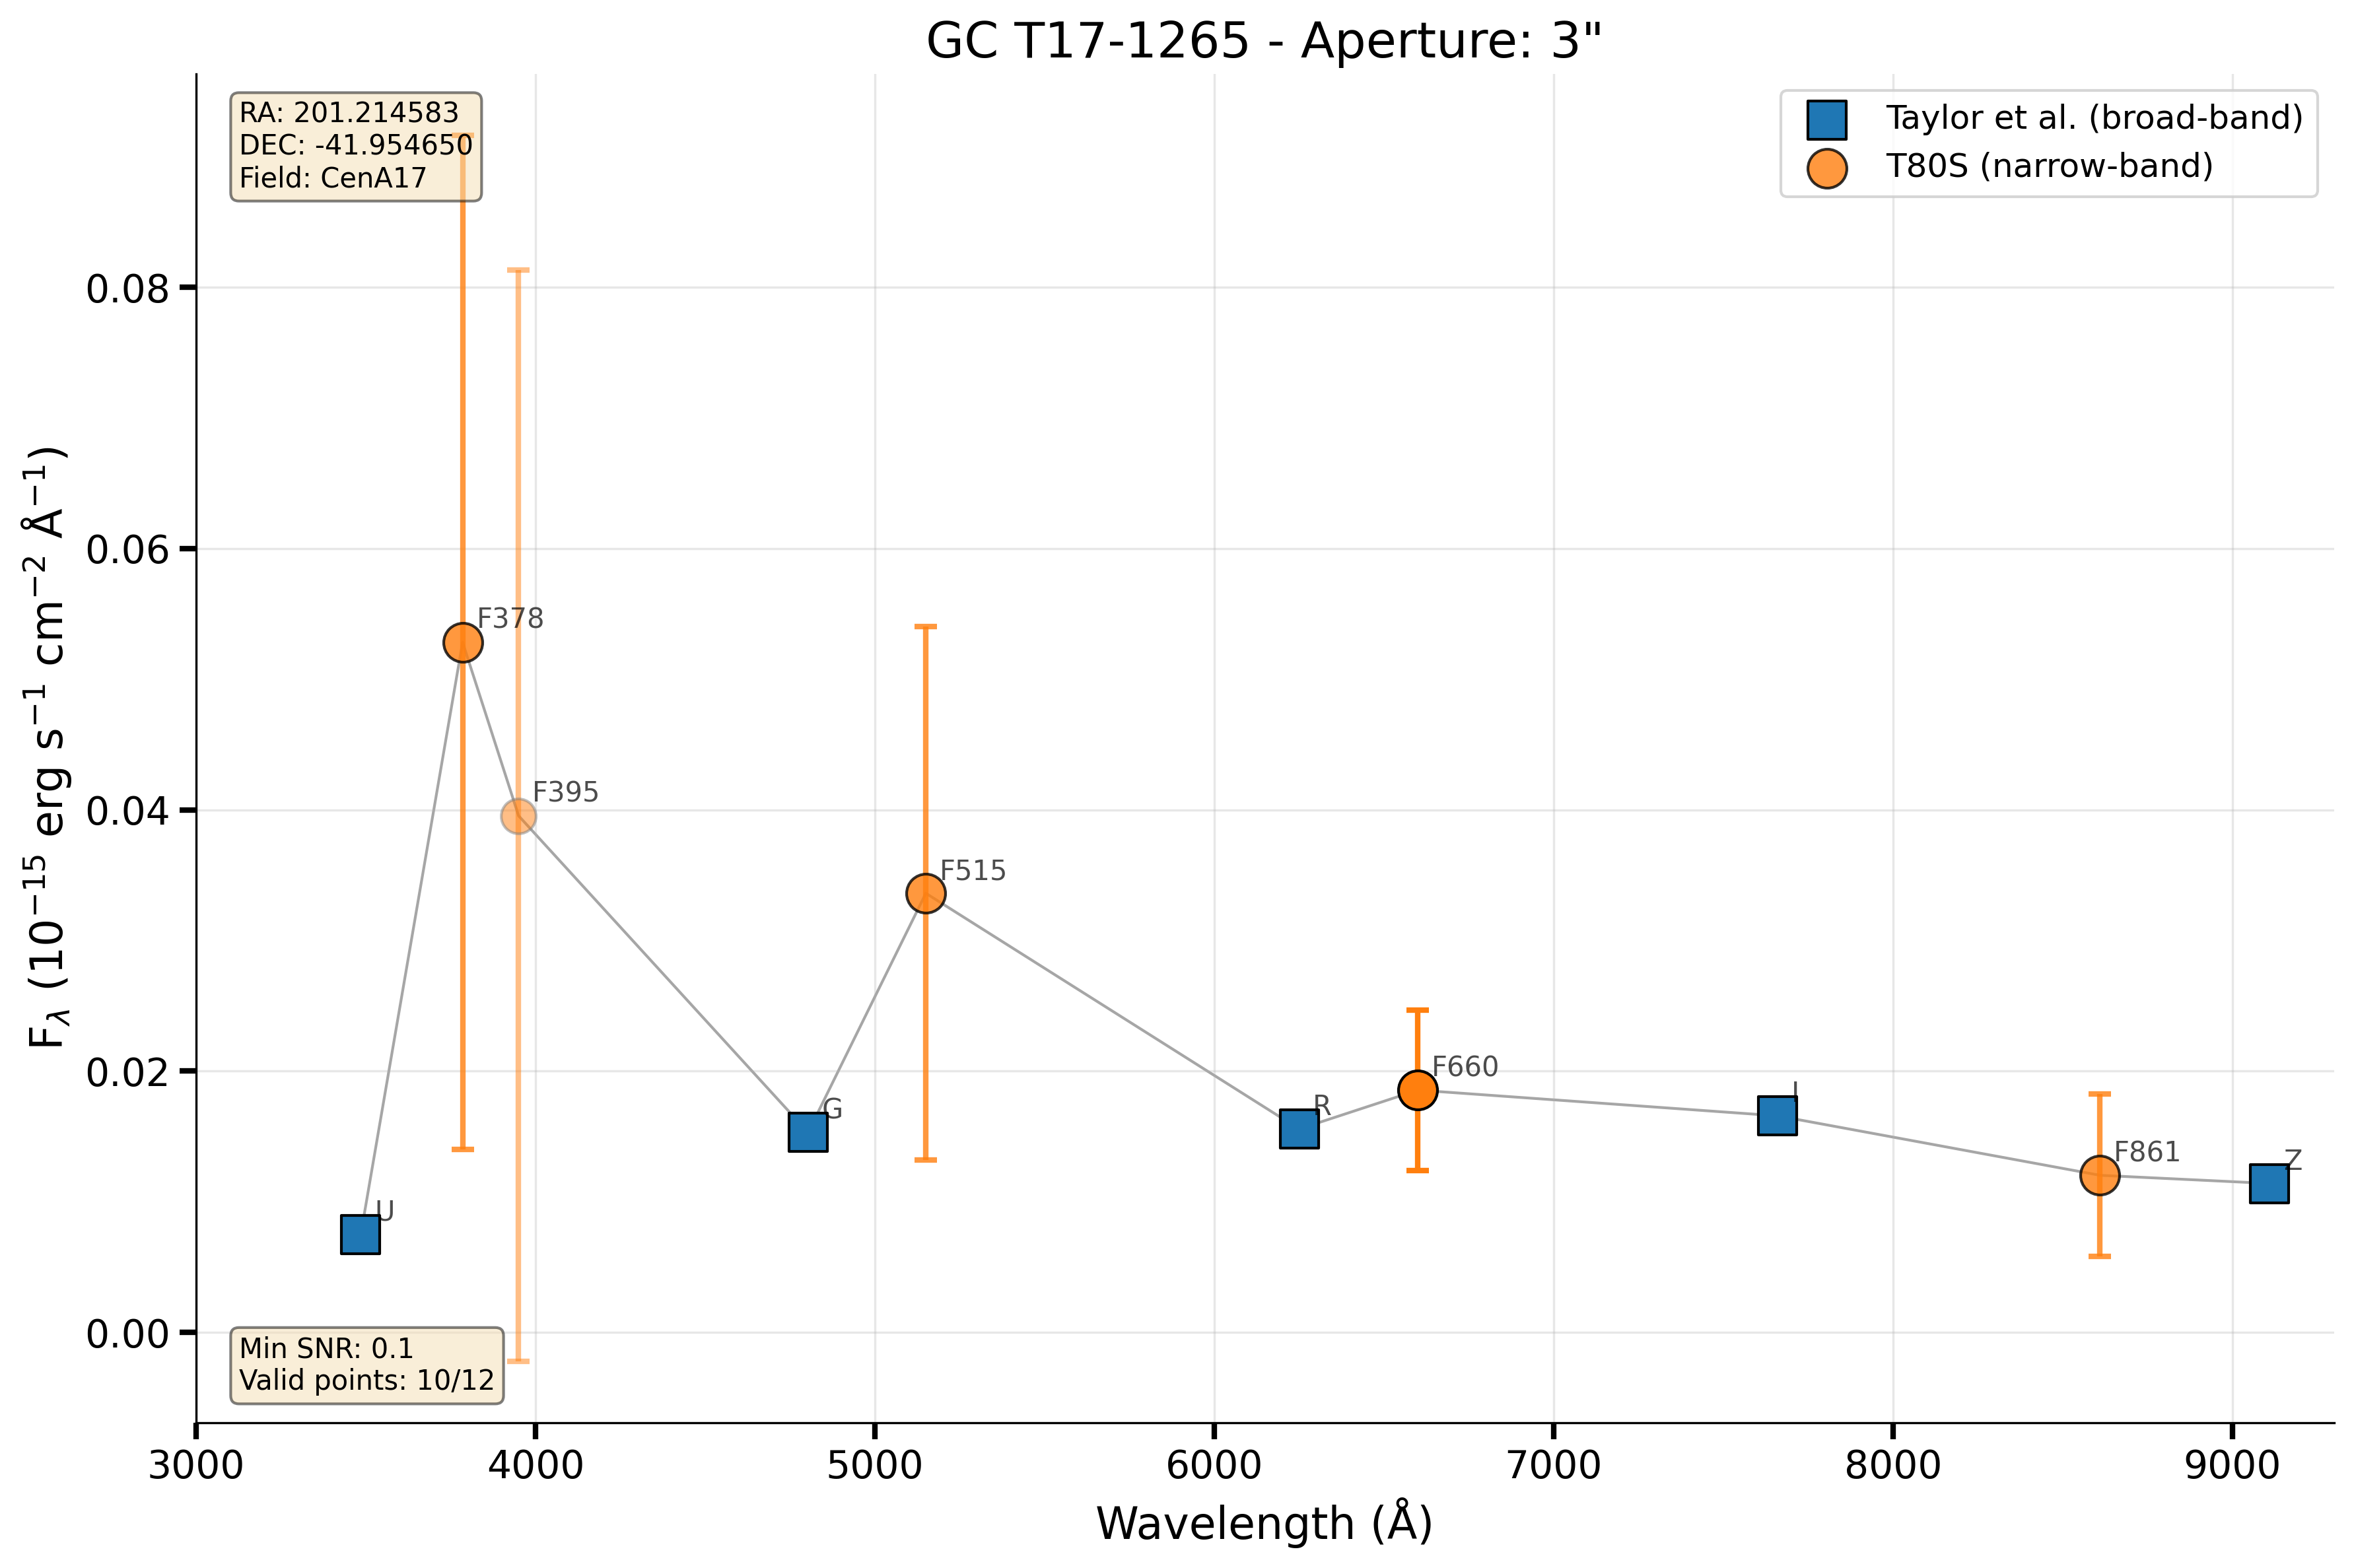 GC T17-1265 - Aperture: 3"
RA: 201.214583
DEC: -41.954650
Field: CenA17
Taylor et al. (broad-band)
T80S (narrow-band)
0.08
0.06
0.04
0.02
0.00
F_λ (10⁻¹⁵ erg s⁻¹ cm⁻² Å⁻¹)
F378
F395
F515
F660
F861
U
G
R
I
Z
Min SNR: 0.1
Valid points: 10/12
3000 4000 5000 6000 7000 8000 9000
Wavelength (Å)